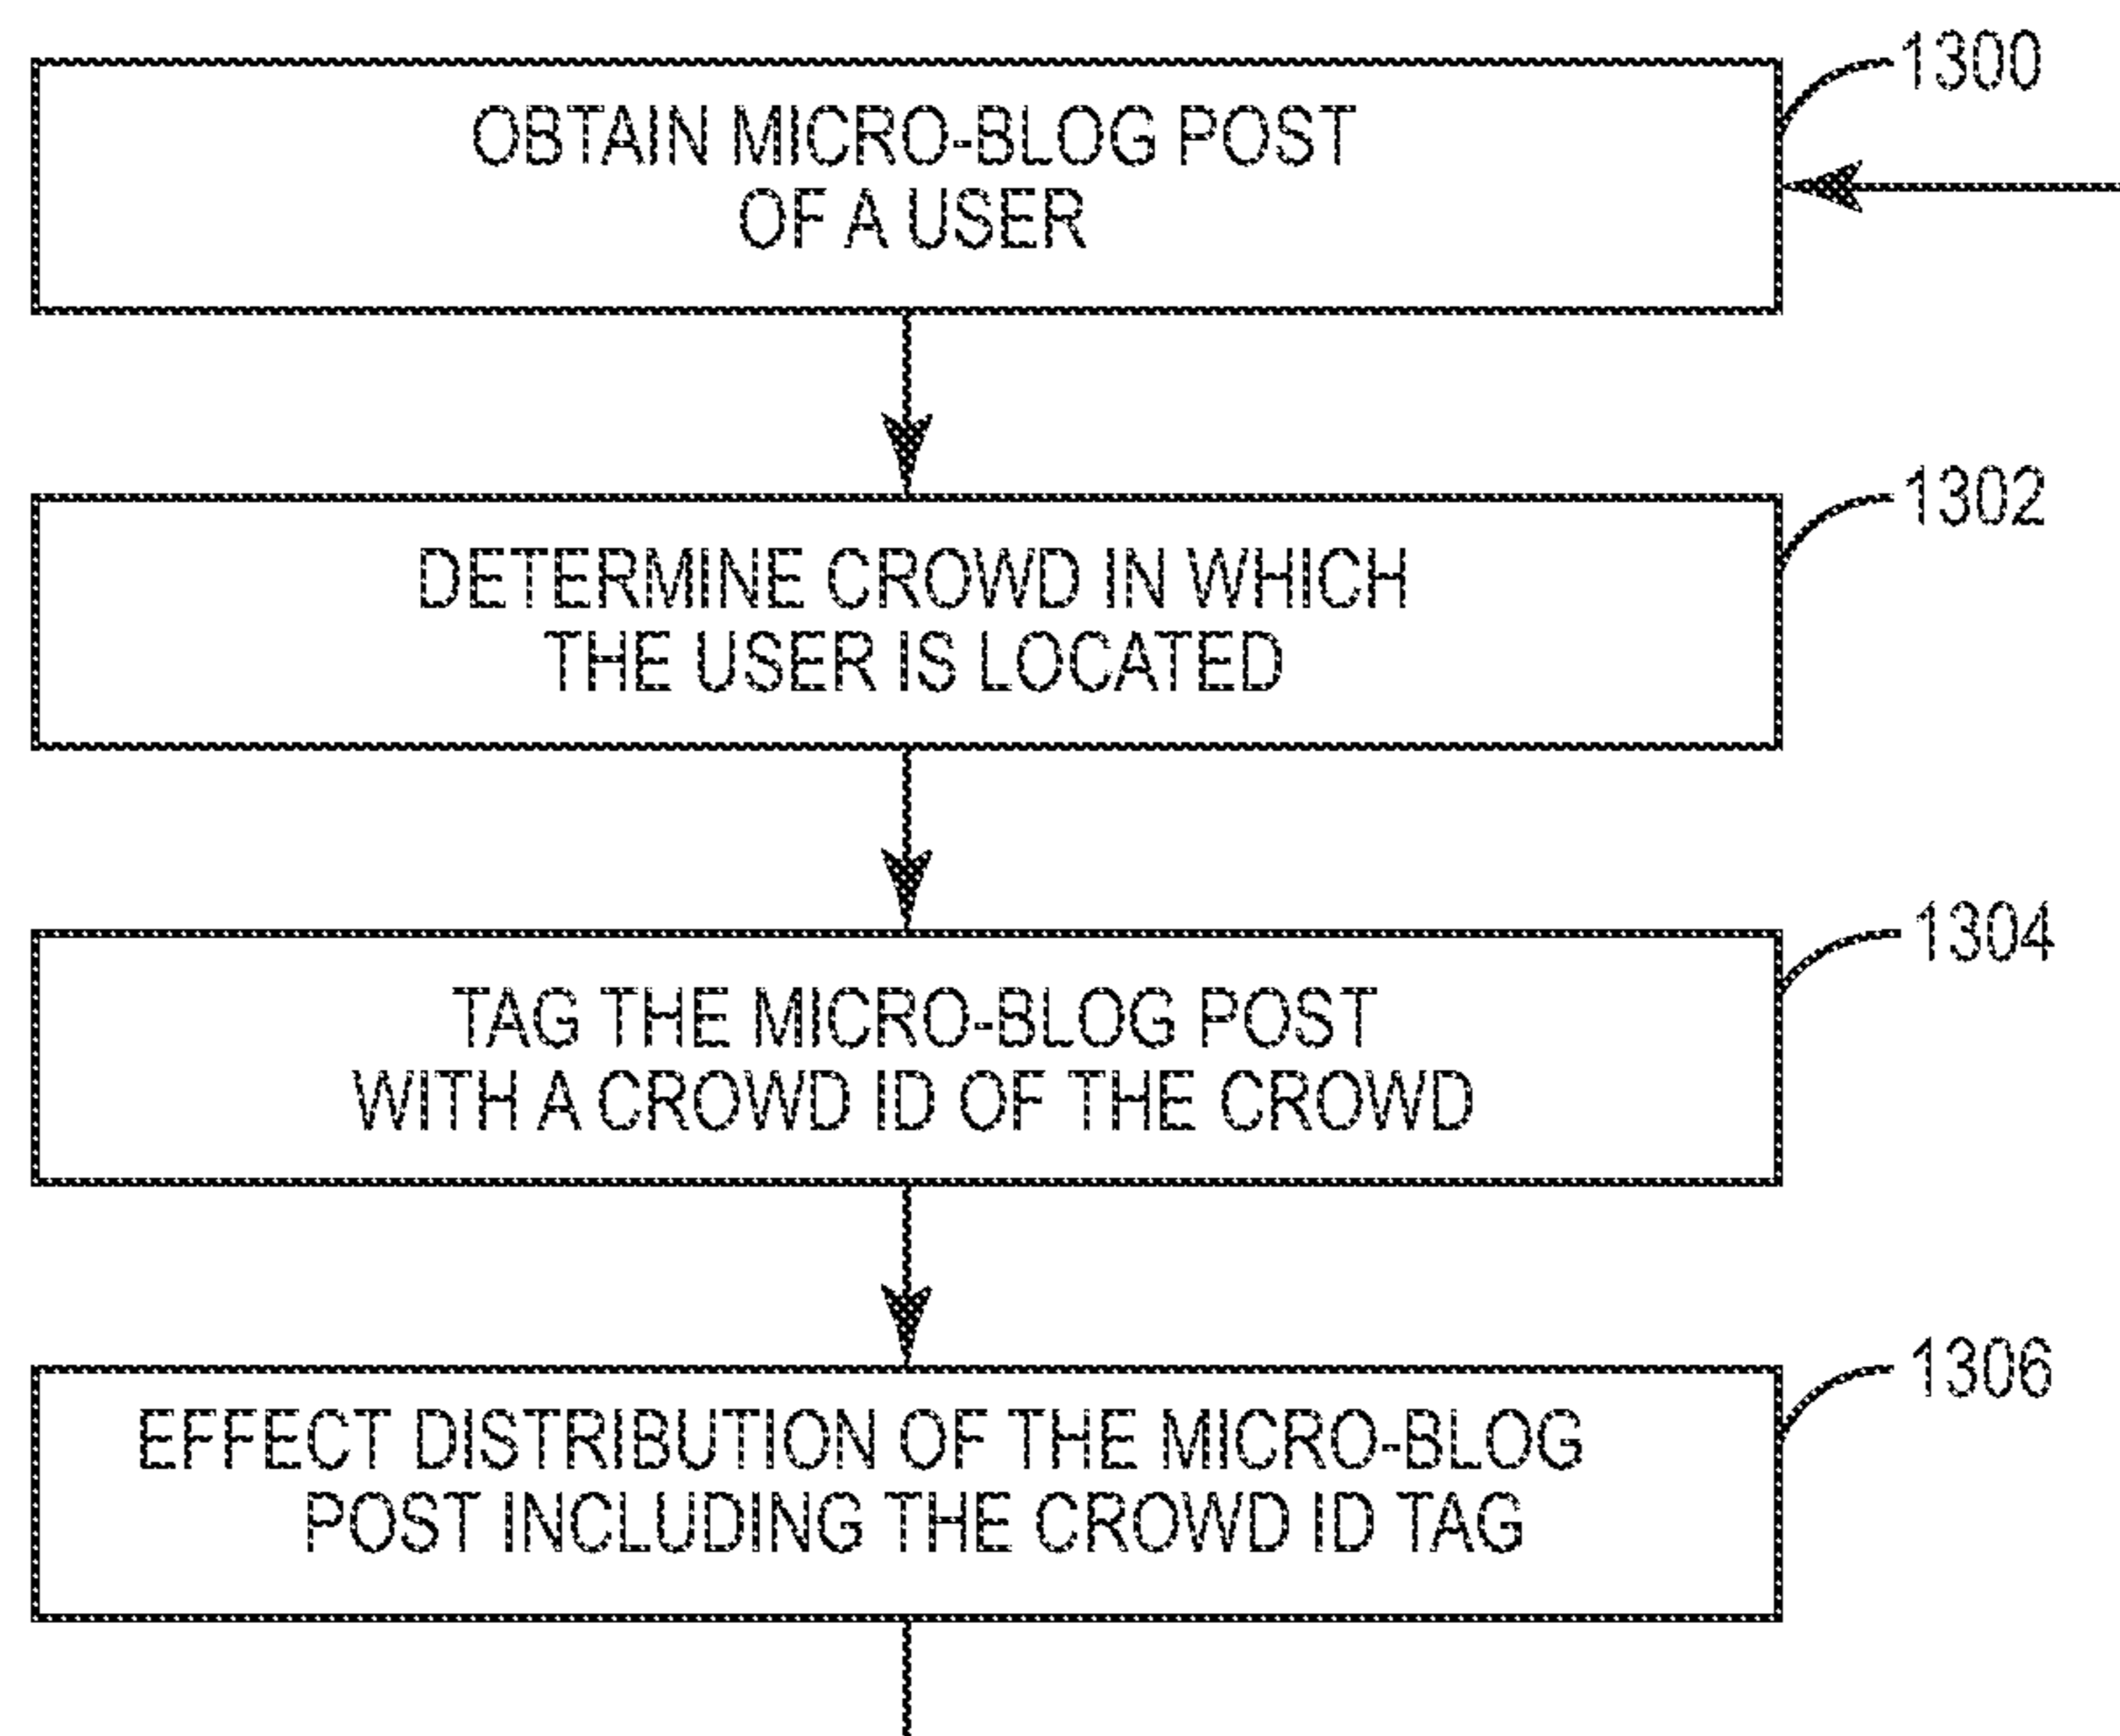 1300
OBTAIN MICRO-BLOG POST
OF A USER
1302
DETERMINE CROWD IN WHICH
THE USER IS LOCATED
1304
TAG THE MICRO-BLOG POST
WITH A CROWD ID OF THE CROWD
1306
EFFECT DISTRIBUTION OF THE MICRO-BLOG
POST INCLUDING THE CROWD ID TAG